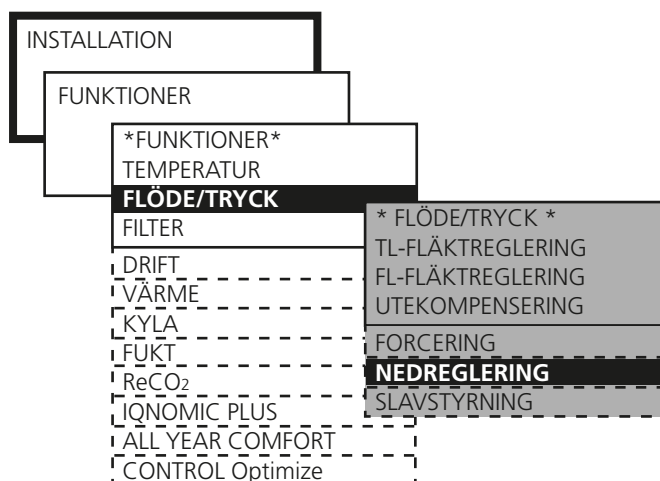 INSTALLATION
FUNKTIONER
*FUNKTIONER*
TEMPERATUR
FLÖDE/TRYCK
FILTER
DRIFT
VÄRME
KYLA
FUKT
ReCO₂
IQNOMIC PLUS
ALL YEAR COMFORT
CONTROL Optimize
* FLÖDE/TRYCK *
TL-FLÄKTREGLERING
FL-FLÄKTREGLERING
UTEKOMPENSERING
FORCERING
NEDREGLERING
SLAVSTYRNING